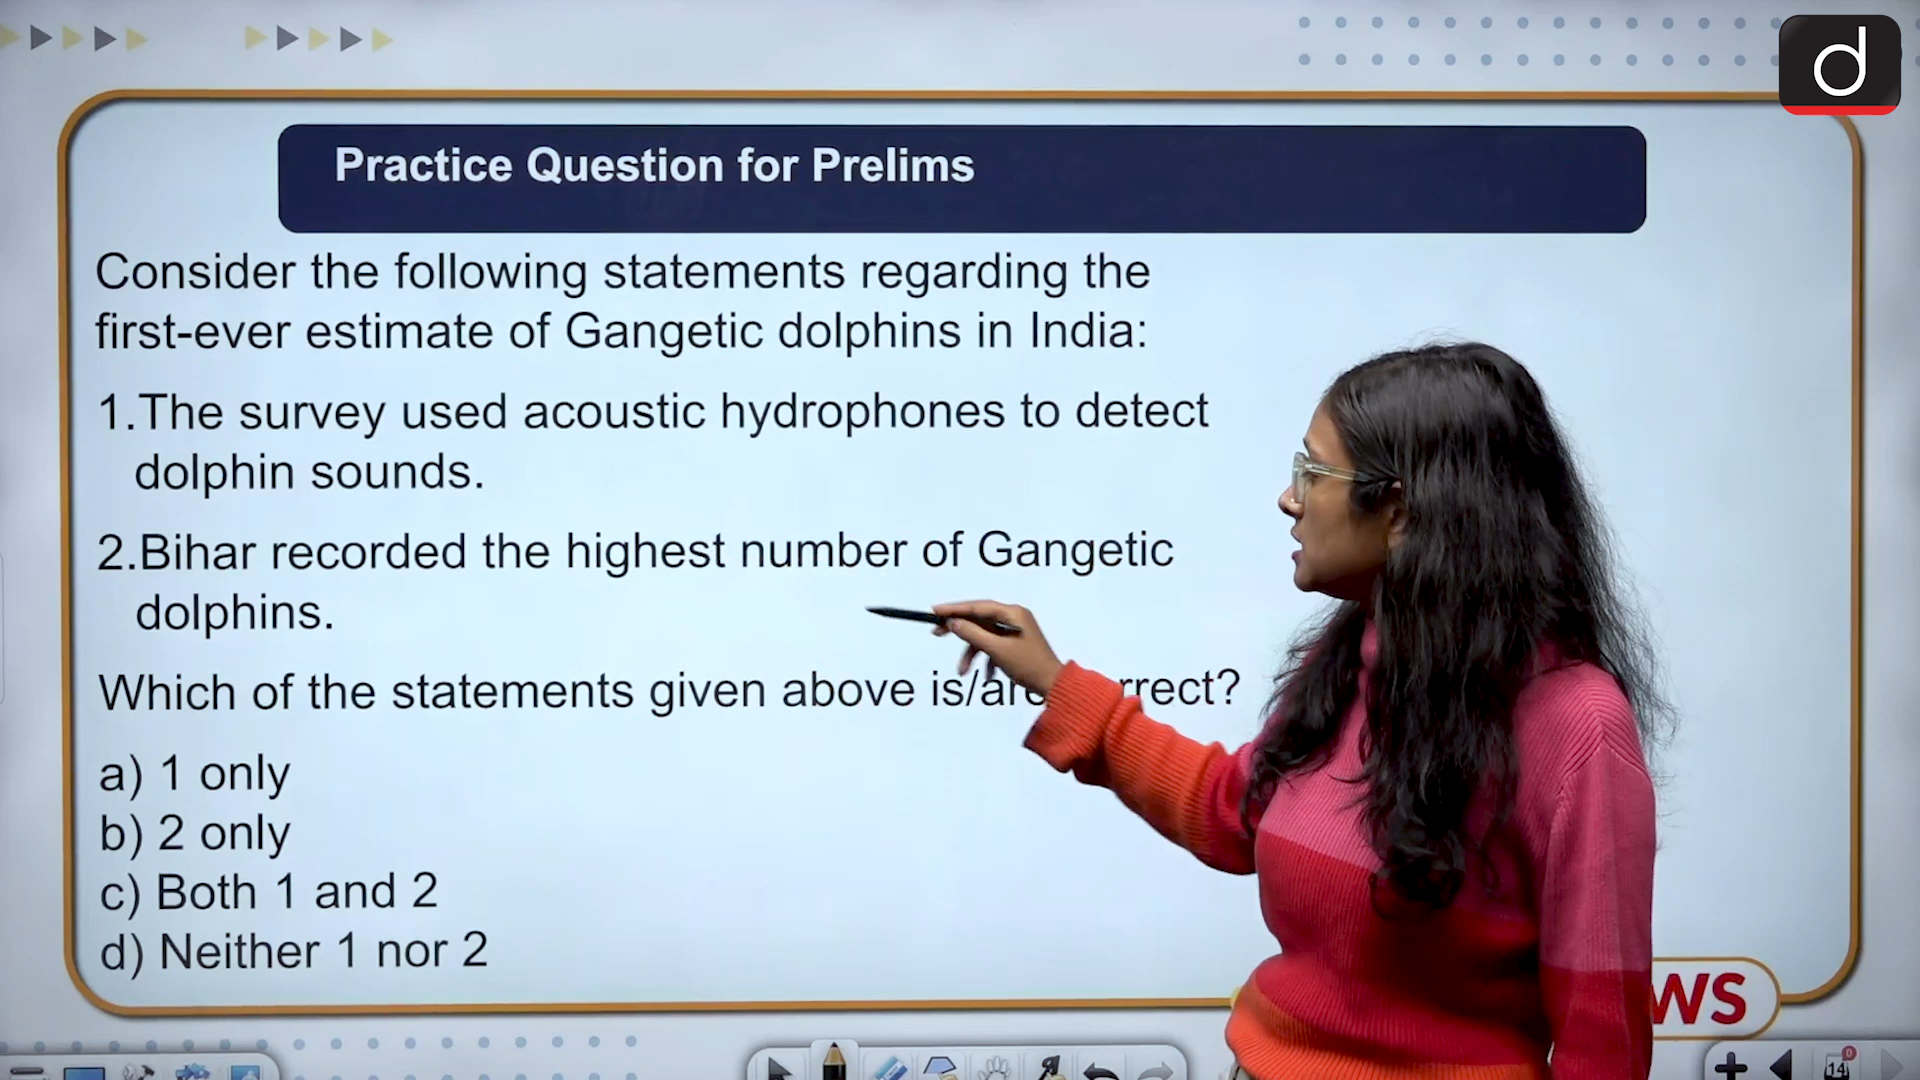 d
Practice Question for Prelims
Consider the following statements regarding the
first-ever estimate of Gangetic dolphins in India:
1.The survey used acoustic hydrophones to detect
dolphin sounds.
2.Bihar recorded the highest number of Gangetic
dolphins.
Which of the statements given above is/are rrect?
a) 1 only
b) 2 only
c) Both 1 and 2
d) Neither 1 nor 2
WS
14
0